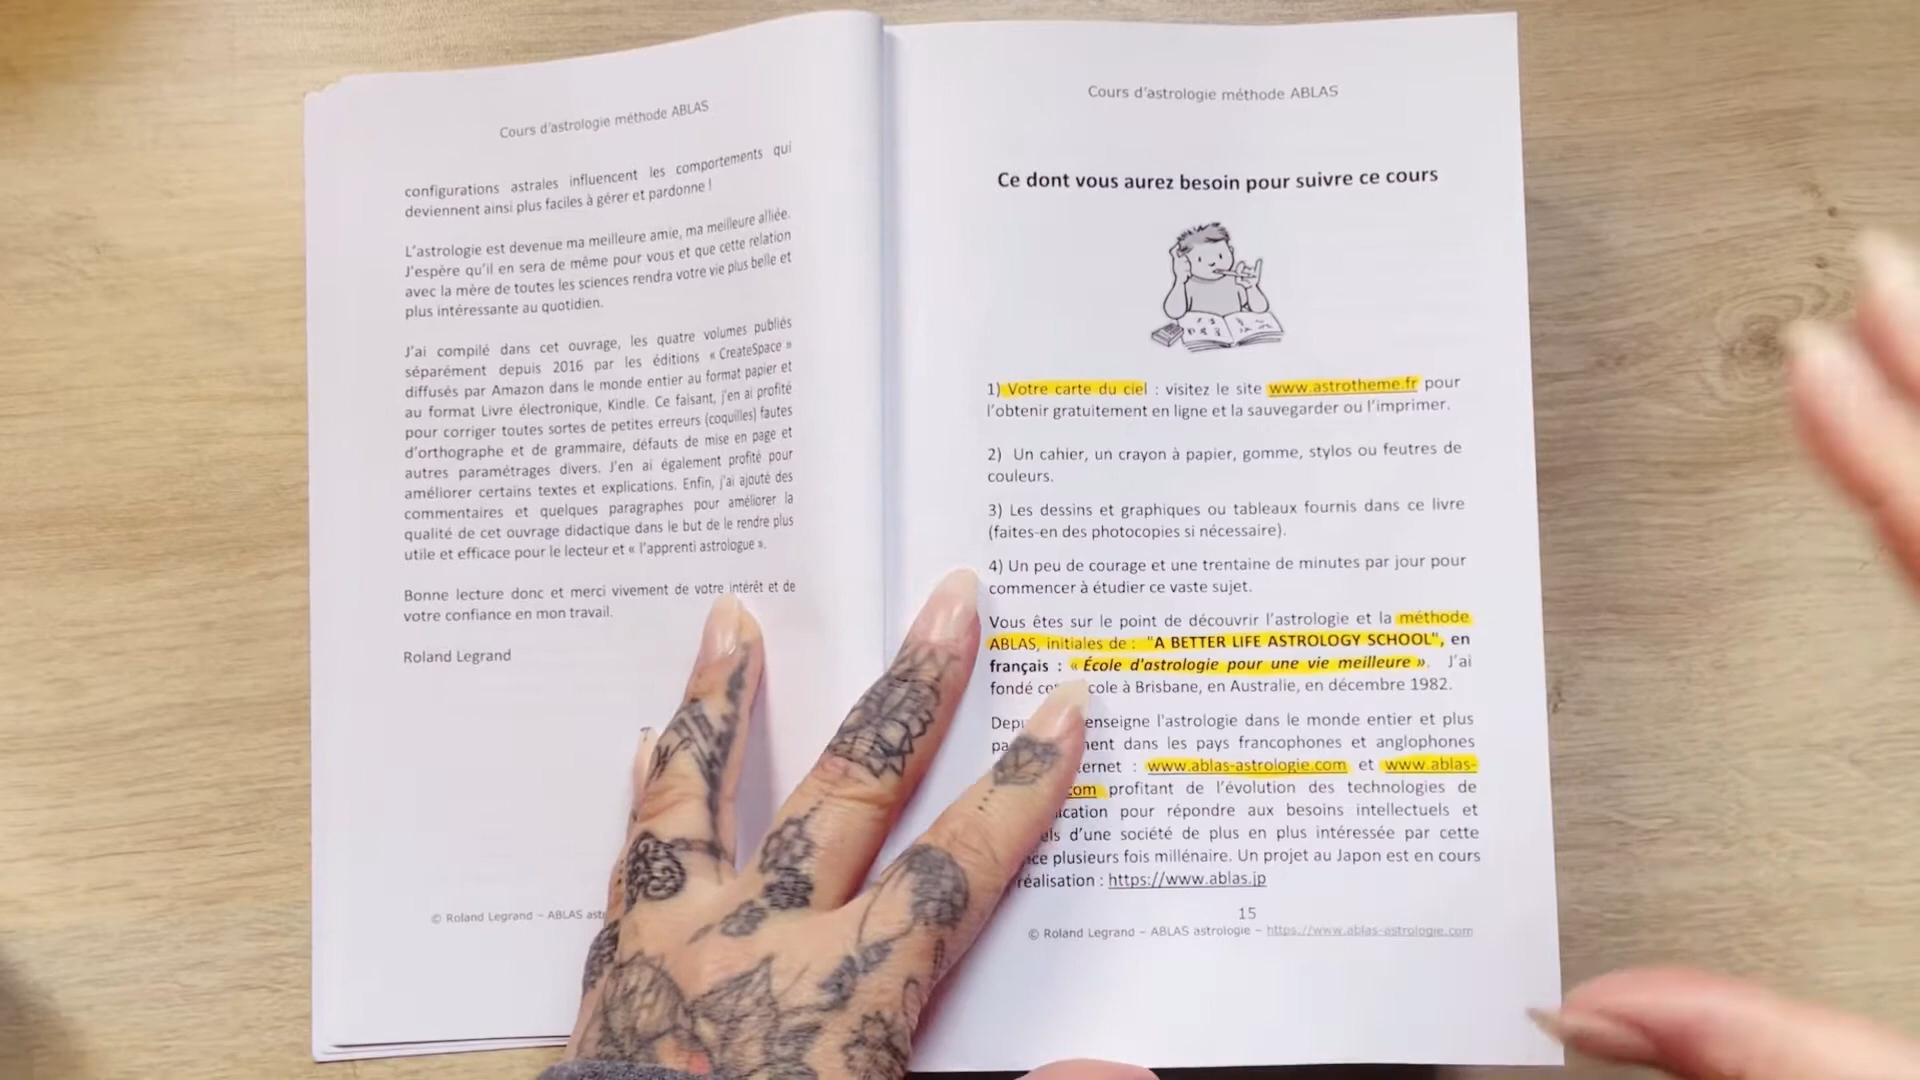 Cours d'astrologie méthode ABLAS
configurations astrales influencent les comportements qui
deviennent ainsi plus faciles à gérer et pardonne !
L'astrologie est devenue ma meilleure amie, ma meilleure alliée.
J'espère qu'il en sera de même pour vous et que cette relation
avec la mère de toutes les sciences rendra votre vie plus belle et
plus intéressante au quotidien.
J'ai compilé dans cet ouvrage, les quatre volumes publiés
séparément depuis 2016 par les éditions « CreateSpace »
diffusés par Amazon dans le monde entier au format papier et
au format Livre électronique, Kindle. Ce faisant, j'en ai profité
pour corriger toutes sortes de petites erreurs (coquilles) fautes
d'orthographe et de grammaire, défauts de mise en page et
autres paramétrages divers. J'en ai également profité pour
améliorer certains textes et explications. Enfin, j'ai ajouté des
commentaires et quelques paragraphes pour améliorer la
qualité de cet ouvrage didactique dans le but de le rendre plus
utile et efficace pour le lecteur et « l'apprenti astrologue ».
Bonne lecture donc et merci vivement de votre intérêt et de
votre confiance en mon travail.
Roland Legrand
© Roland Legrand – ABLAS
Cours d'astrologie méthode ABLAS
Ce dont vous aurez besoin pour suivre ce cours
1) Votre carte du ciel : visitez le site www.astrotheme.fr pour
l'obtenir gratuitement en ligne et la sauvegarder ou l'imprimer.
2) Un cahier, un crayon à papier, gomme, stylos ou feutres de
couleurs.
3) Les dessins et graphiques ou tableaux fournis dans ce livre
(faites-en des photocopies si nécessaire).
4) Un peu de courage et une trentaine de minutes par jour pour
commencer à étudier ce vaste sujet.
Vous êtes sur le point de découvrir l'astrologie et la méthode
ABLAS, initiales de : "A BETTER LIFE ASTROLOGY SCHOOL", en
français : « École d'astrologie pour une vie meilleure ». J'ai
fondé école à Brisbane, en Australie, en décembre 1982.
enseigne l'astrologie dans le monde entier et plus
dans les pays francophones et anglophones
: www.ablas-astrologie.com et www.ablas-
com profitant de l'évolution des technologies de
pour répondre aux besoins intellectuels et
d'une société de plus en plus intéressée par cette
plusieurs fois millénaire. Un projet au Japon est en cours
réalisation : https://www.ablas.jp
15
© Roland Legrand – ABLAS astrologie – https://www.ablas-astrologie.com